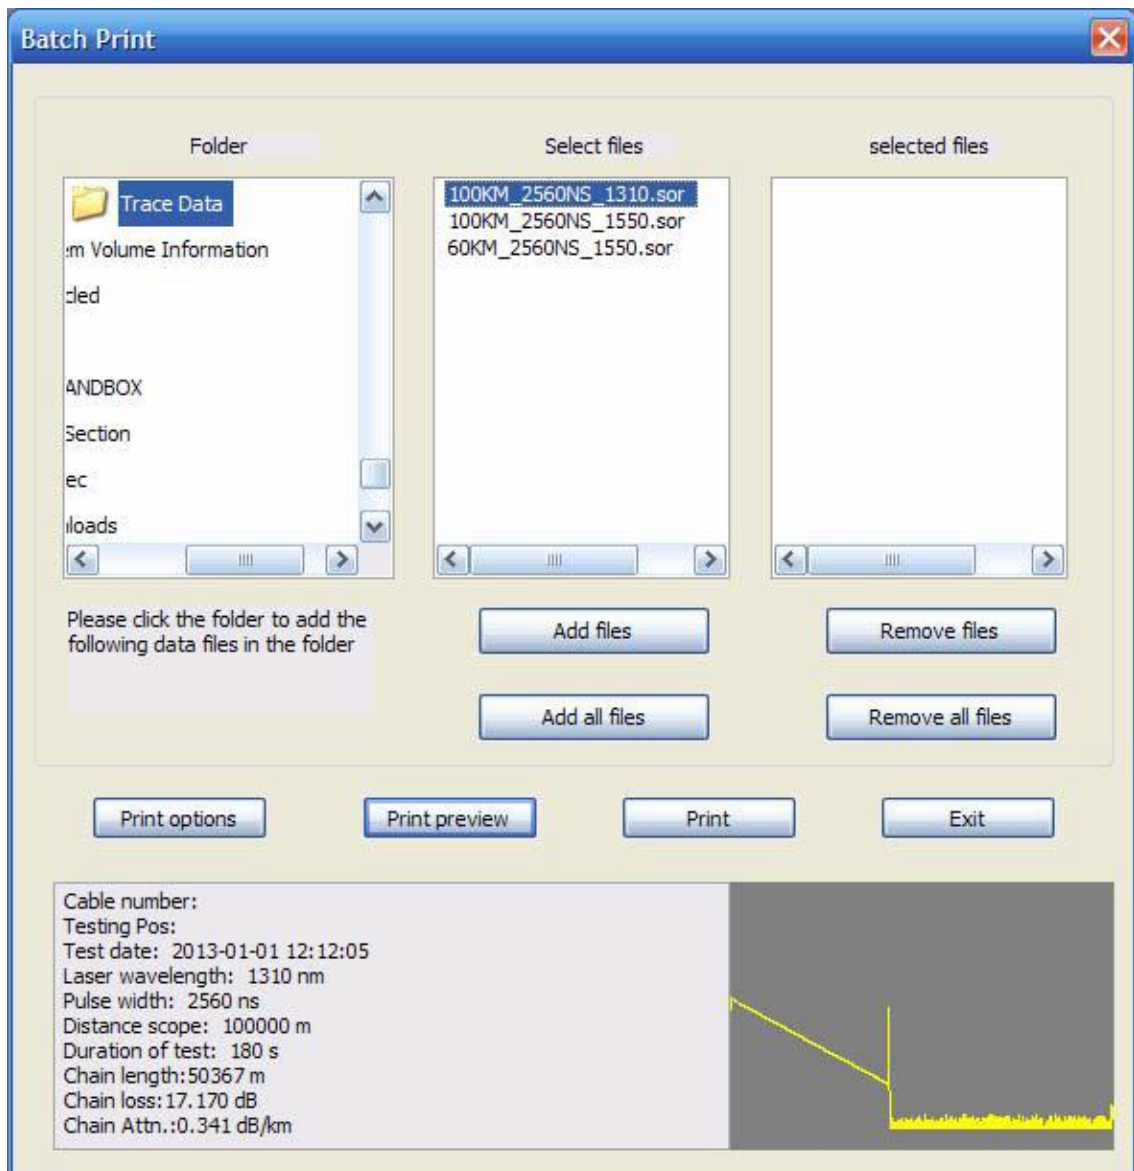 Batch Print
Folder
Select files
selected files
Trace Data
em Volume Information
cled
ANDBOX
Section
ec
nloads
100KM_2560NS_1310.sor
100KM_2560NS_1550.sor
60KM_2560NS_1550.sor
Please click the folder to add the
following data files in the folder
Add files
Remove files
Add all files
Remove all files
Print options
Print preview
Print
Exit
Cable number:
Testing Pos:
Test date: 2013-01-01 12:12:05
Laser wavelength: 1310 nm
Pulse width: 2560 ns
Distance scope: 100000 m
Duration of test: 180 s
Chain length:50367 m
Chain loss:17.170 dB
Chain Attn.:0.341 dB/km